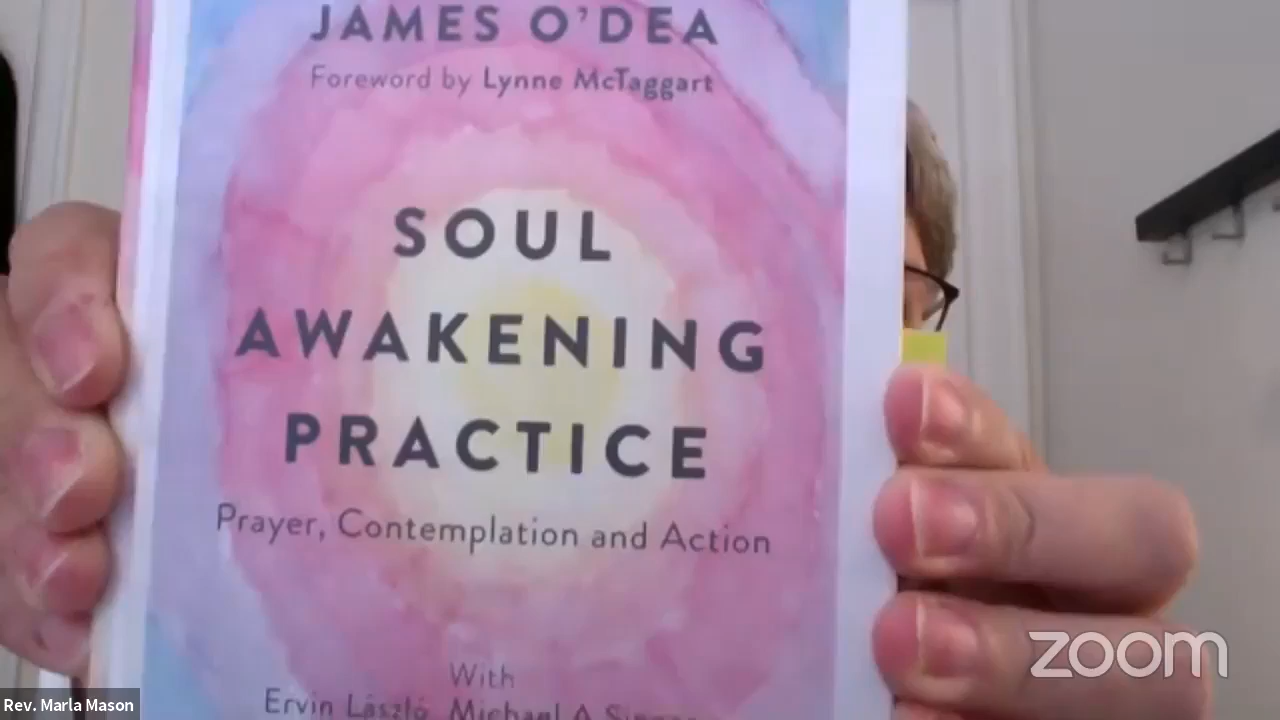 JAMES O'DEA
Foreword by Lynne McTaggart
SOUL
AWAKENING
PRACTICE
Prayer, Contemplation and Action
With
Ervin László, Michael A
Rev. Marla Mason
zoom